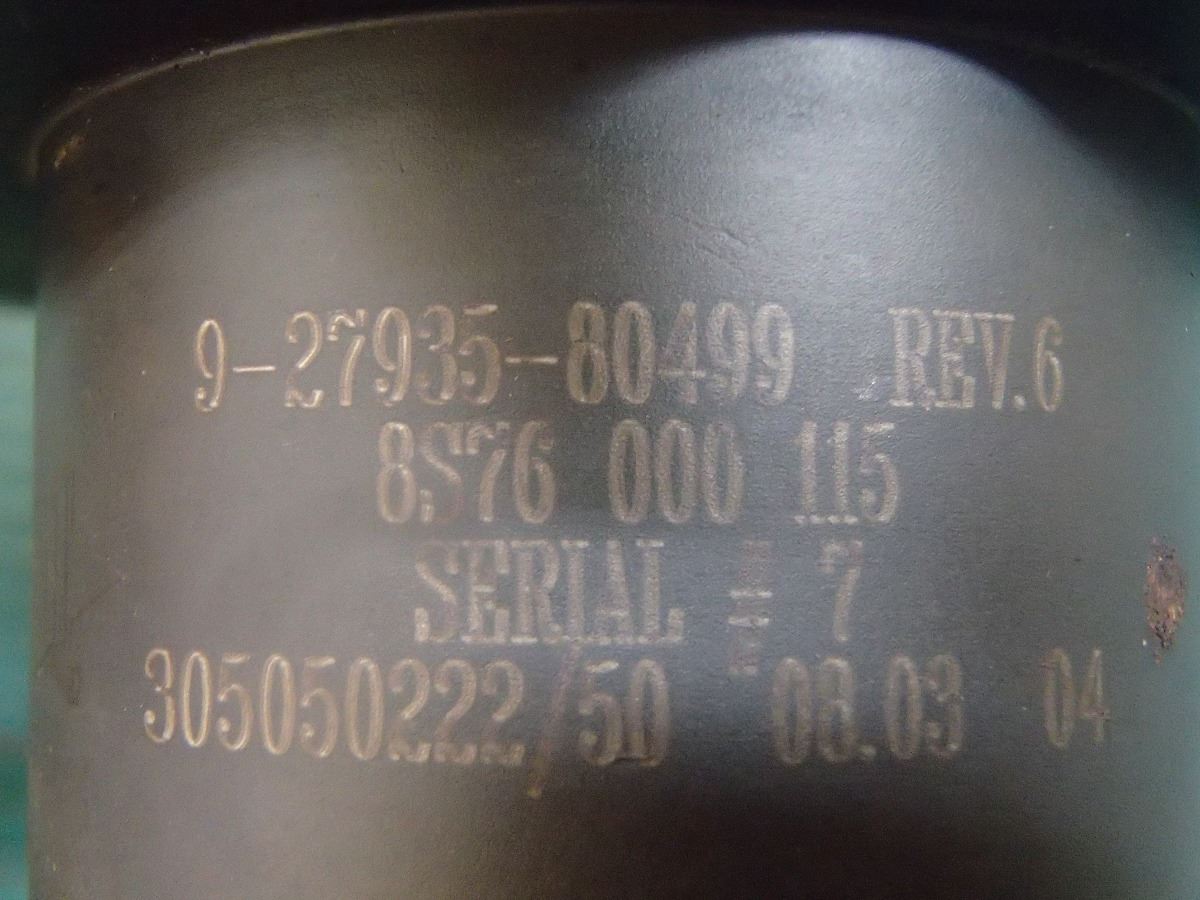 9-27935-80499 REV.6
8S76 000 115
SERIAL # 7
305050222/50 08.03 04